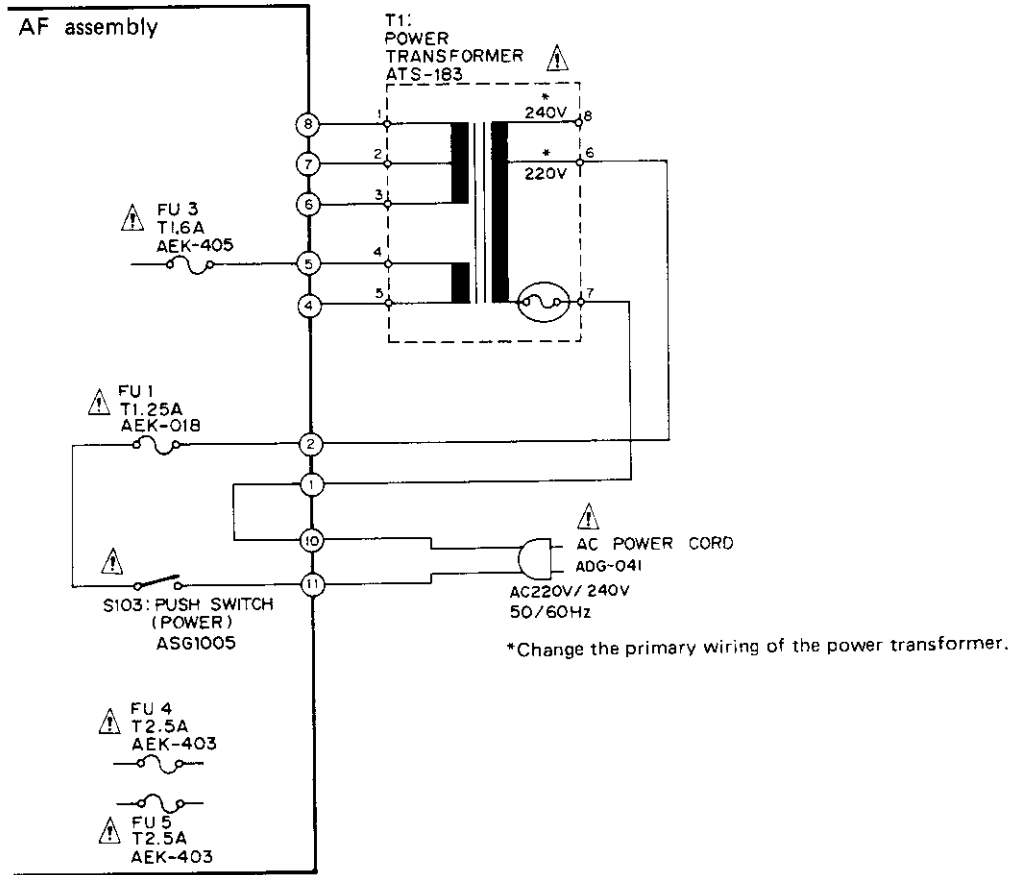 AF assembly
T1:
POWER
TRANSFORMER
ATS-183
*
240V
*
220V
8
7
6
5
4
1
2
3
4
5
8
6
7
FU 3
T1.6A
AEK-405
FU 1
T1.25A
AEK-018
2
1
10
11
S103: PUSH SWITCH
(POWER)
ASG1005
AC POWER CORD
ADG-041
AC220V/240V
50/60Hz
*Change the primary wiring of the power transformer.
FU 4
T2.5A
AEK-403
FU 5
T2.5A
AEK-403